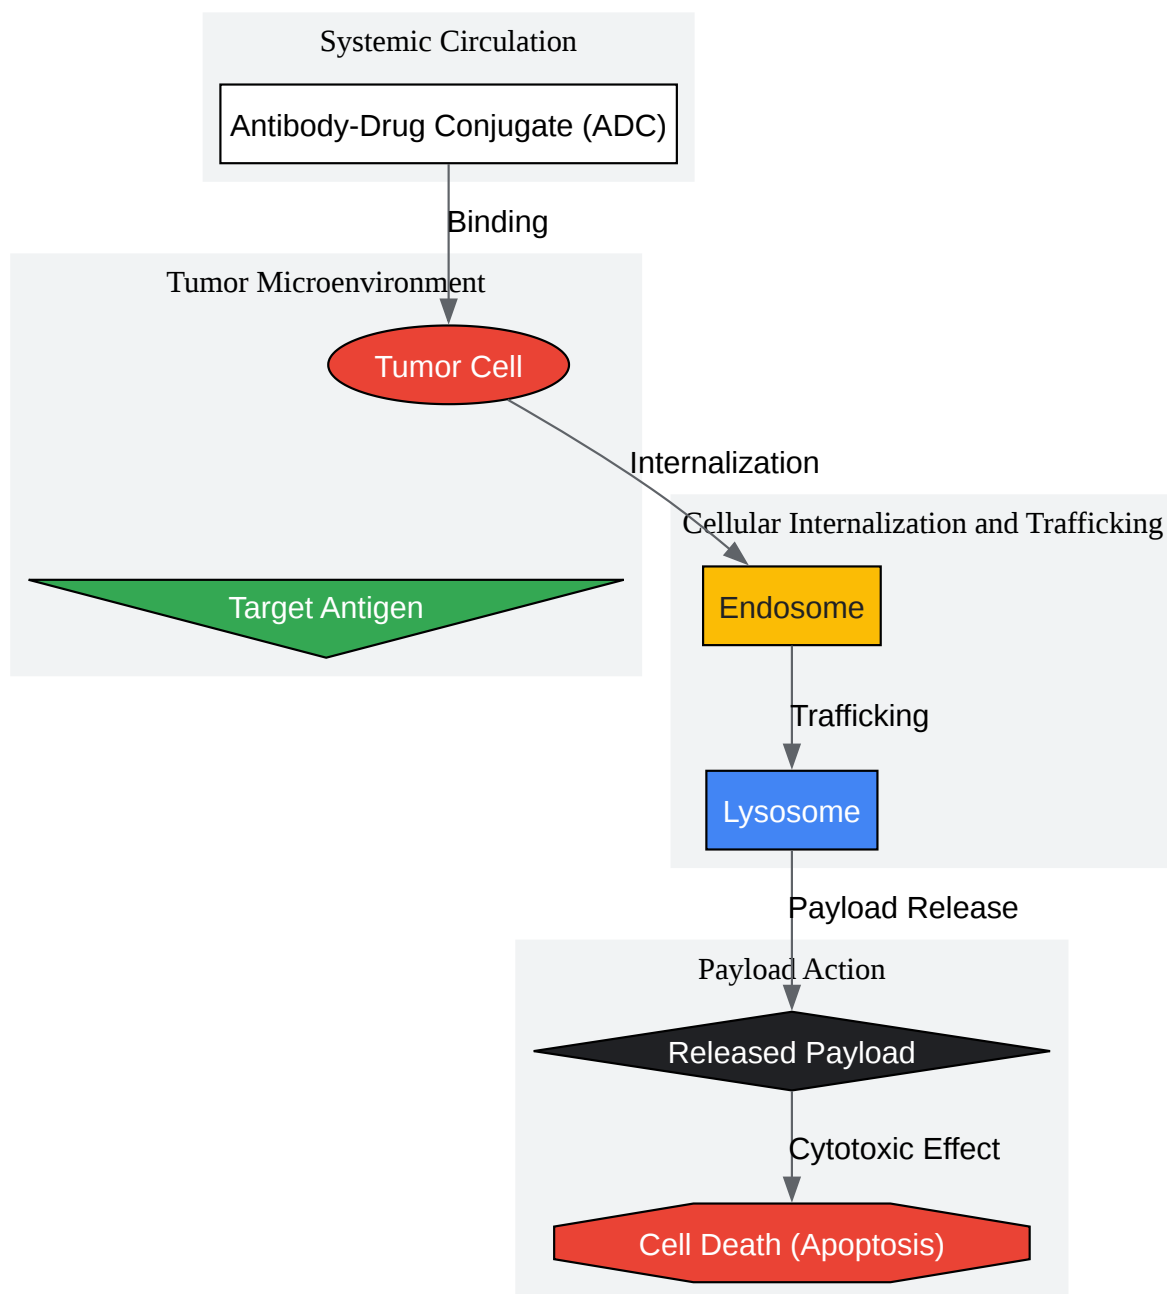 Systemic Circulation
Antibody-Drug Conjugate (ADC)
Binding
Tumor Microenvironment
Tumor Cell
Internalization
Cellular Internalization and Trafficking
Target Antigen
Endosome
Trafficking
Lysosome
Payload Release
Payload Action
Released Payload
Cytotoxic Effect
Cell Death (Apoptosis)